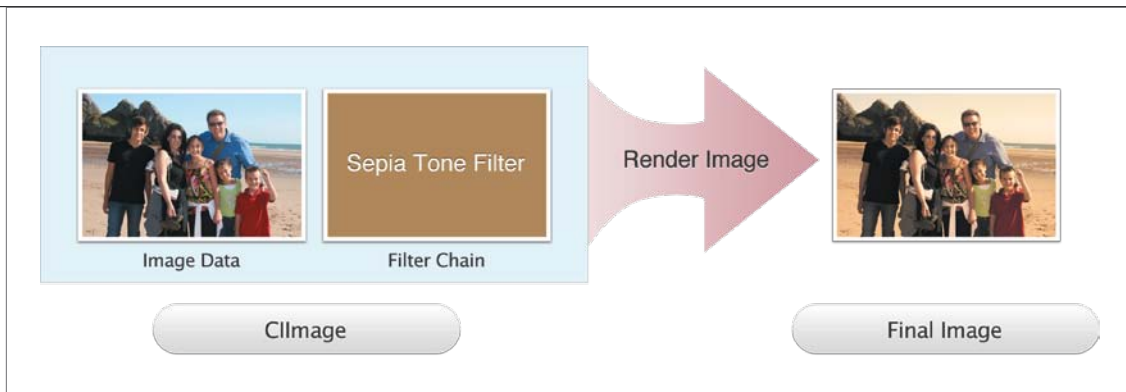 Sepia Tone Filter
Render Image
Image Data
Filter Chain
CIImage
Final Image